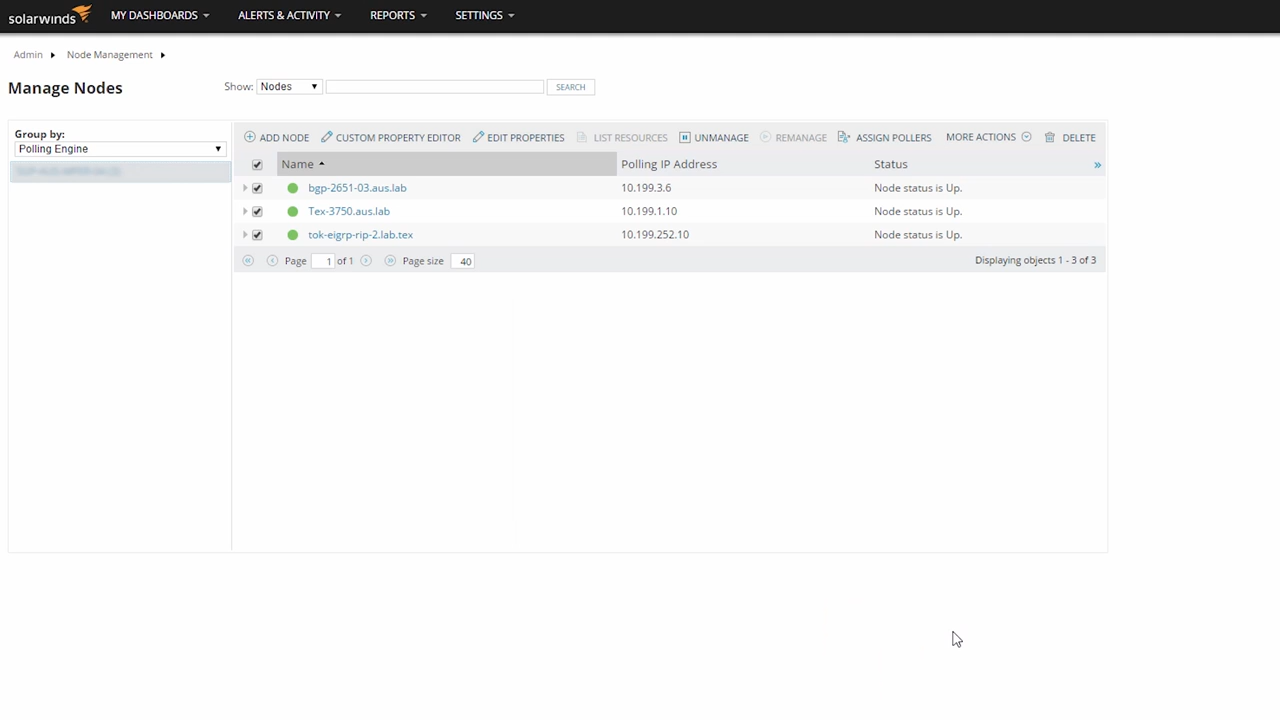 solarwinds MY DASHBOARDS ALERTS & ACTIVITY REPORTS SETTINGS
Admin Node Management
Manage Nodes Show: Nodes SEARCH
Group by:
Polling Engine
ADD NODE CUSTOM PROPERTY EDITOR EDIT PROPERTIES LIST RESOURCES UNMANAGE REMANAGE ASSIGN POLLERS MORE ACTIONS DELETE
Name Polling IP Address Status »
bgp-2651-03.aus.lab 10.199.3.6 Node status is Up.
Tex-3750.aus.lab 10.199.1.10 Node status is Up.
tok-eigrp-rip-2.lab.tex 10.199.252.10 Node status is Up.
Page 1 of 1 Page size 40 Displaying objects 1 - 3 of 3